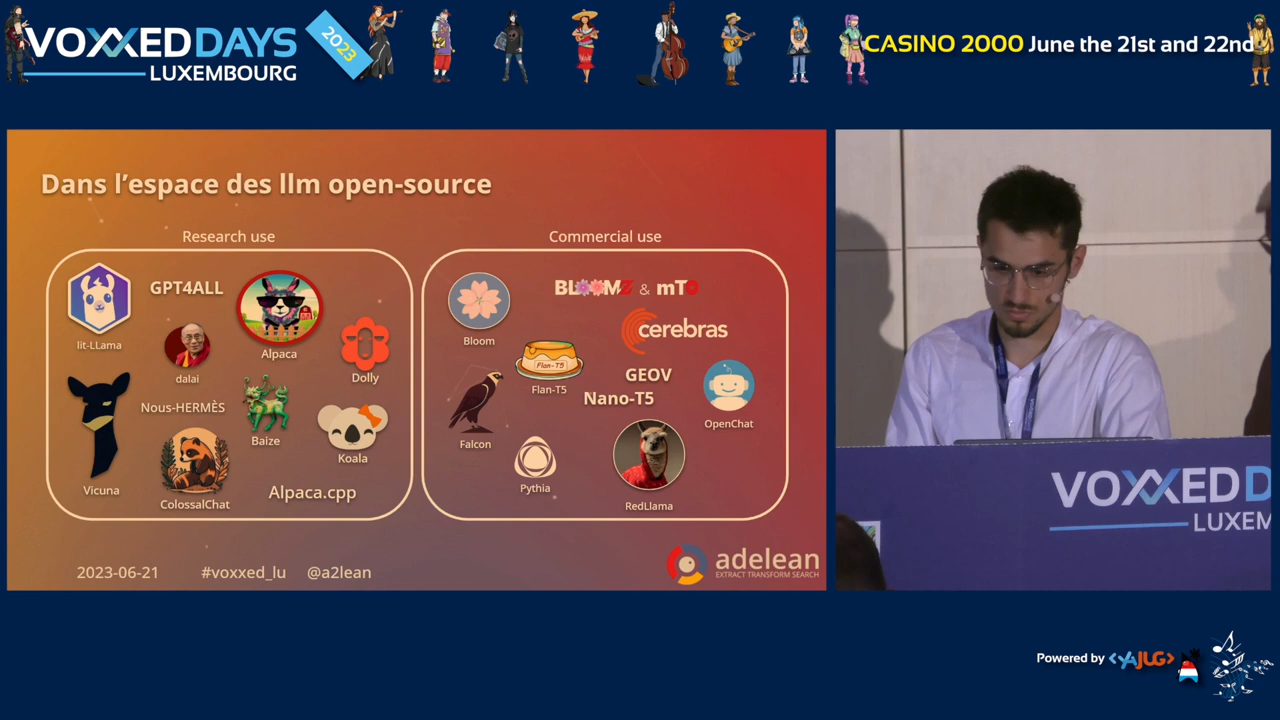 VOXXED DAYS
LUXEMBOURG
2023
CASINO 2000 June the 21st and 22nd
Dans l’espace des llm open-source
Research use
lit-LLama
GPT4ALL
dalai
Alpaca
Dolly
Nous-HERMÈS
Baize
Koala
Vicuna
ColossalChat
Alpaca.cpp
Commercial use
Bloom
BLOOMZ & mT0
cerebras
Flan-T5
Flan-T5
GEOV
Nano-T5
OpenChat
Falcon
Pythia
RedLlama
2023-06-21 #voxxed_lu @a2lean
adelean
EXTRACT TRANSFORM SEARCH
VOXXED D
LUXEM
Powered by <YAJUG>